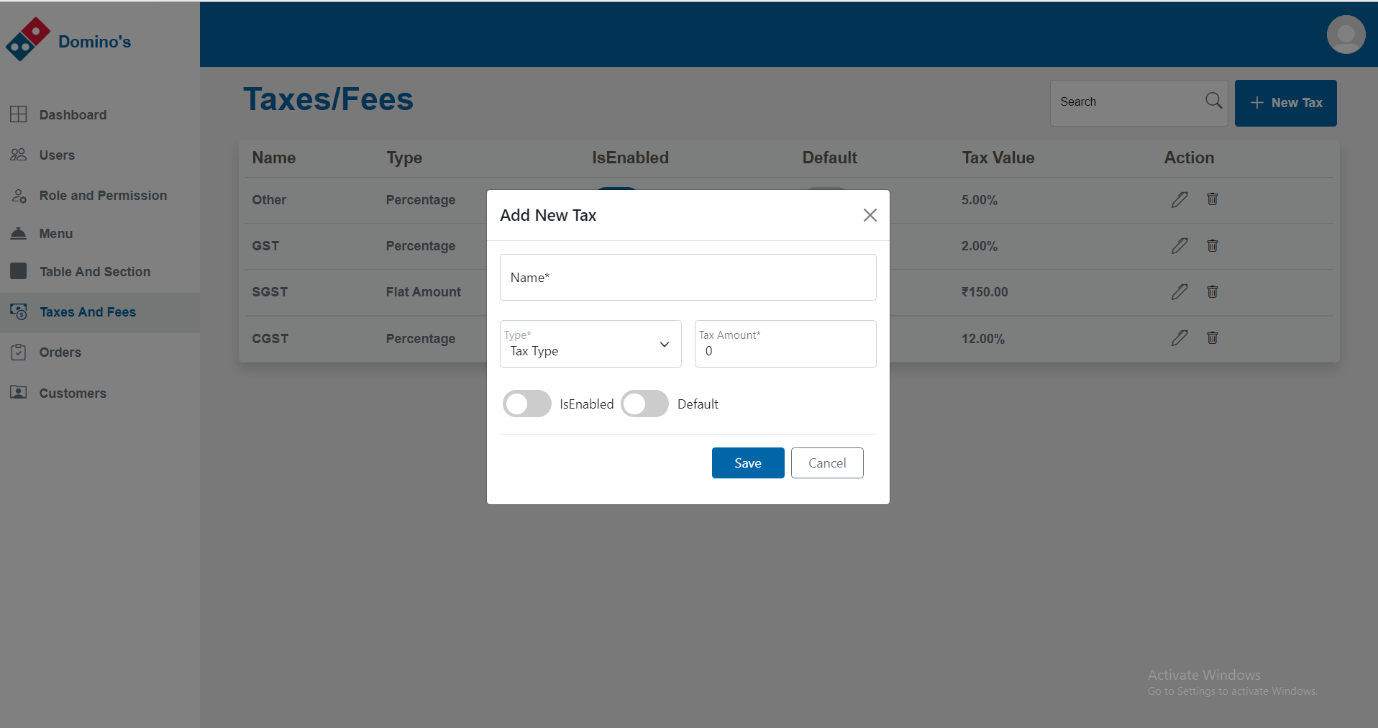 Domino's
Dashboard
Users
Role and Permission
Menu
Table And Section
Taxes And Fees
Orders
Customers
Taxes/Fees
Search
New Tax
Name Type IsEnabled Default Tax Value Action
Other Percentage 5.00%
GST Percentage 2.00%
SGST Flat Amount ₹150.00
CGST Percentage 12.00%
Add New Tax
Name*
Type* Tax Amount*
Tax Type 0
IsEnabled Default
Save Cancel
Activate Windows
Go to Settings to activate Windows.